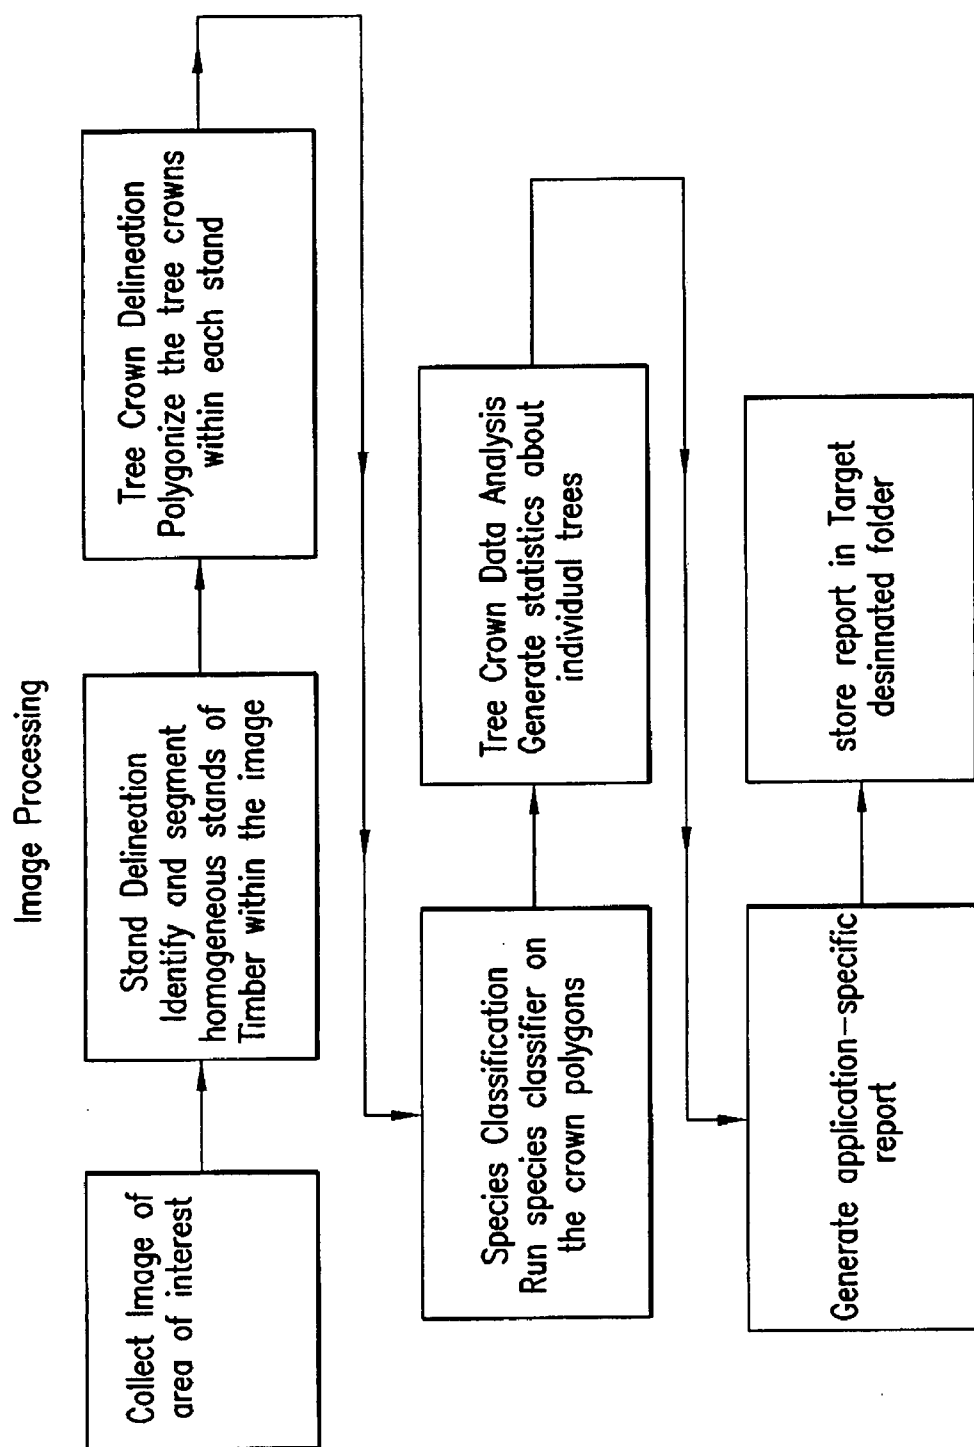 Image Processing
Collect Image of
area of interest
Stand Delineation
Identify and segment
homogeneous stands of
Timber within the image
Tree Crown Delineation
Polygonize the tree crowns
within each stand
Species Classification
Run species classifier on
the crown polygons
Tree Crown Data Analysis
Generate statistics about
individual trees
Generate application-specific
report
store report in Target
desinnated folder